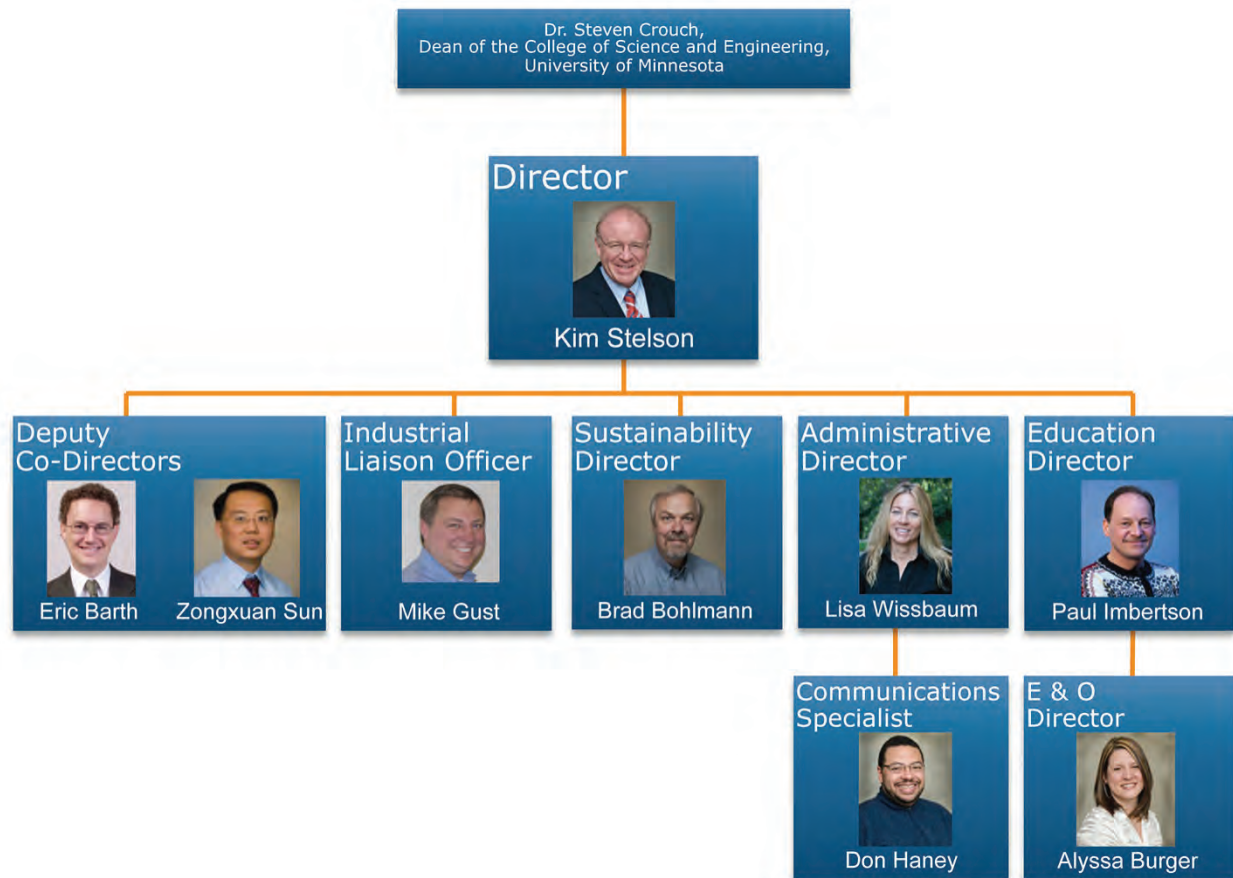 Dr. Steven Crouch,
Dean of the College of Science and Engineering,
University of Minnesota
Director
Kim Stelson
Deputy
Co-Directors
Eric Barth
Zongxuan Sun
Industrial
Liaison Officer
Mike Gust
Sustainability
Director
Brad Bohlmann
Administrative
Director
Lisa Wissbaum
Education
Director
Paul Imbertson
Communications
Specialist
Don Haney
E & O
Director
Alyssa Burger